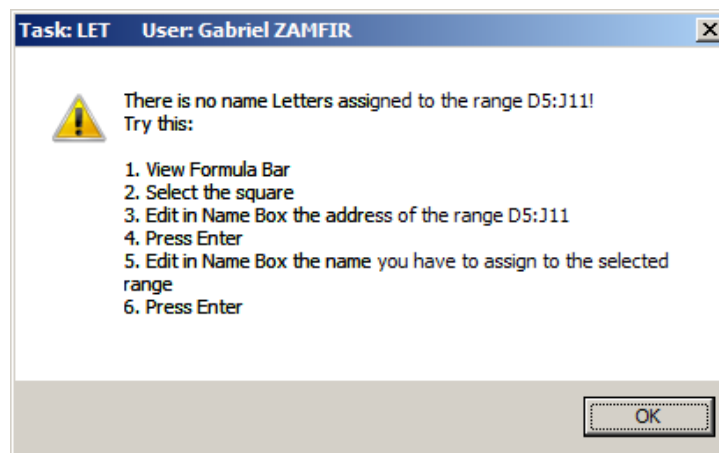 Task: LET User: Gabriel ZAMFIR
There is no name Letters assigned to the range D5:J11!
Try this:
1. View Formula Bar
2. Select the square
3. Edit in Name Box the address of the range D5:J11
4. Press Enter
5. Edit in Name Box the name you have to assign to the selected
range
6. Press Enter
OK